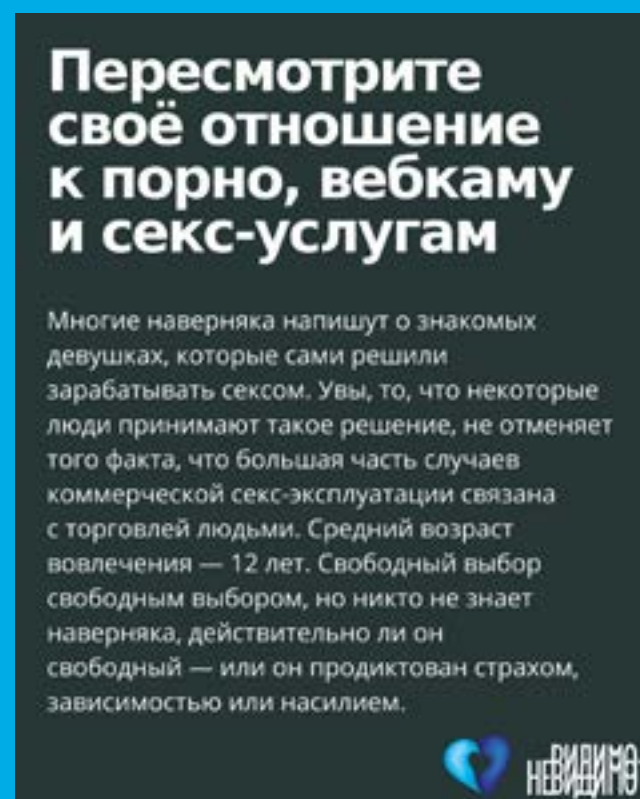 Пересмотрите
своё отношение
к порно, вебкаму
и секс-услугам
Многие наверняка напишут о знакомых
девушках, которые сами решили
зарабатывать сексом. Увы, то, что некоторые
люди принимают такое решение, не отменяет
того факта, что большая часть случаев
коммерческой секс-эксплуатации связана
с торговлей людьми. Средний возраст
вовлечения — 12 лет. Свободный выбор
свободным выбором, но никто не знает
наверняка, действительно ли он
свободный — или он продиктован страхом,
зависимостью или насилием.
ВИДИМО
НЕВИДИМО